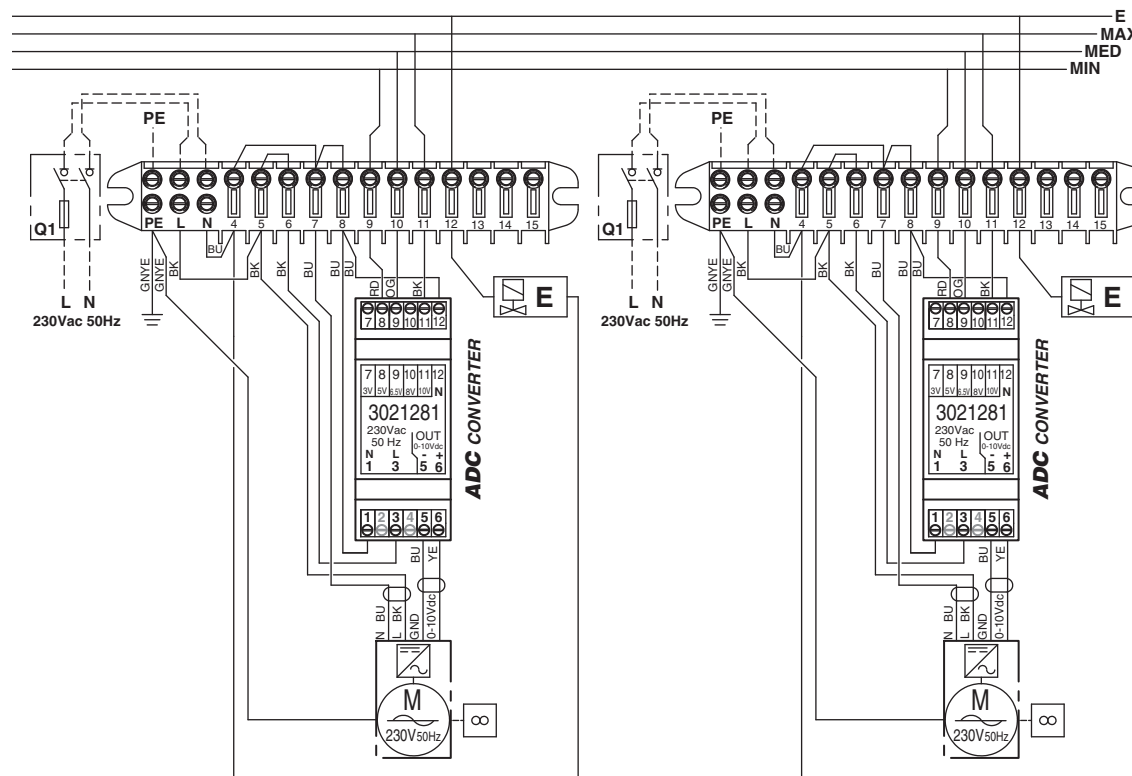 E
MAX
MED
MIN
PE
PE
Q1
PE L N 4 5 6 7 8 9 10 11 12 13 14 15
Q1
PE L N 4 5 6 7 8 9 10 11 12 13 14 15
GNYE GNYE BK BU BK BK BU BU BU RD OG BK
GNYE GNYE BK BU BK BK BU BU BU RD OG BK
L N
230Vac 50Hz
E
L N
230Vac 50Hz
E
7 8 9 10 11 12
7 8 9 10 11 12
7 8 9 10 11 12
3V 5V 6.5V 8V 10V N
3021281
230Vac
50 Hz
OUT
0-10Vdc
N L - +
1 3 5 6
ADC CONVERTER
7 8 9 10 11 12
3V 5V 6.5V 8V 10V N
3021281
230Vac
50 Hz
OUT
0-10Vdc
N L - +
1 3 5 6
ADC CONVERTER
1 2 3 4 5 6
1 2 3 4 5 6
BU YE
BU YE
N BU
L BK
GND
0-10Vdc
N BU
L BK
GND
0-10Vdc
M
230V50Hz
8
M
230V50Hz
8